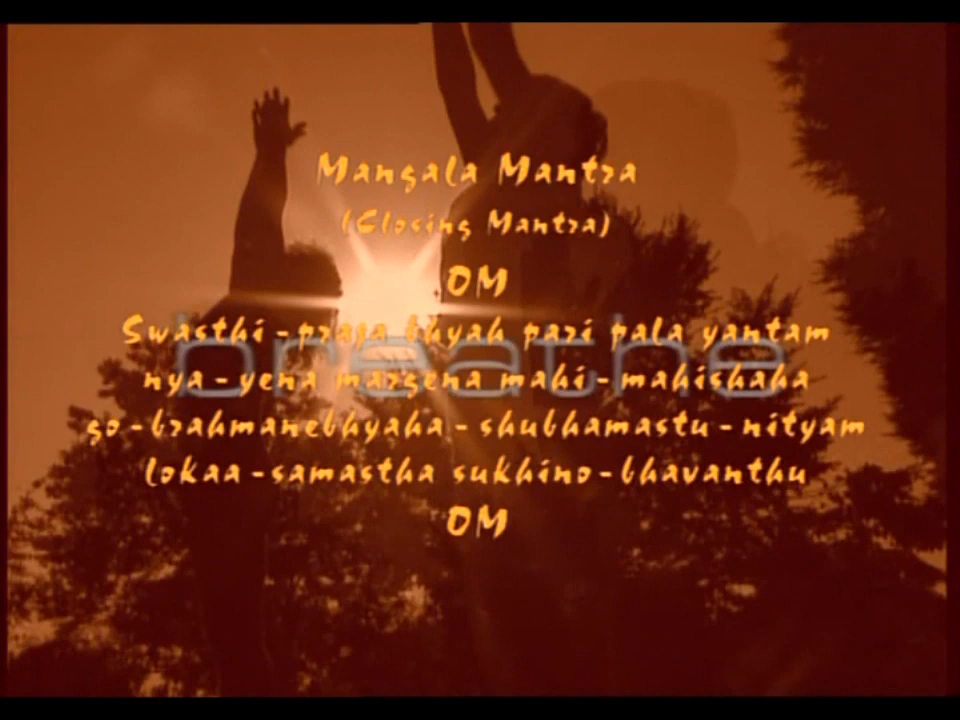 Mangala Mantra
(Closing Mantra)
OM
Swasthi-praja bhyah pari pala yantam
breathe
nya-yena margena mahi-mahishaha
go-brahmanebhyaha-shubhamastu-nityam
lokaa-samastha sukhino-bhavanthu
OM